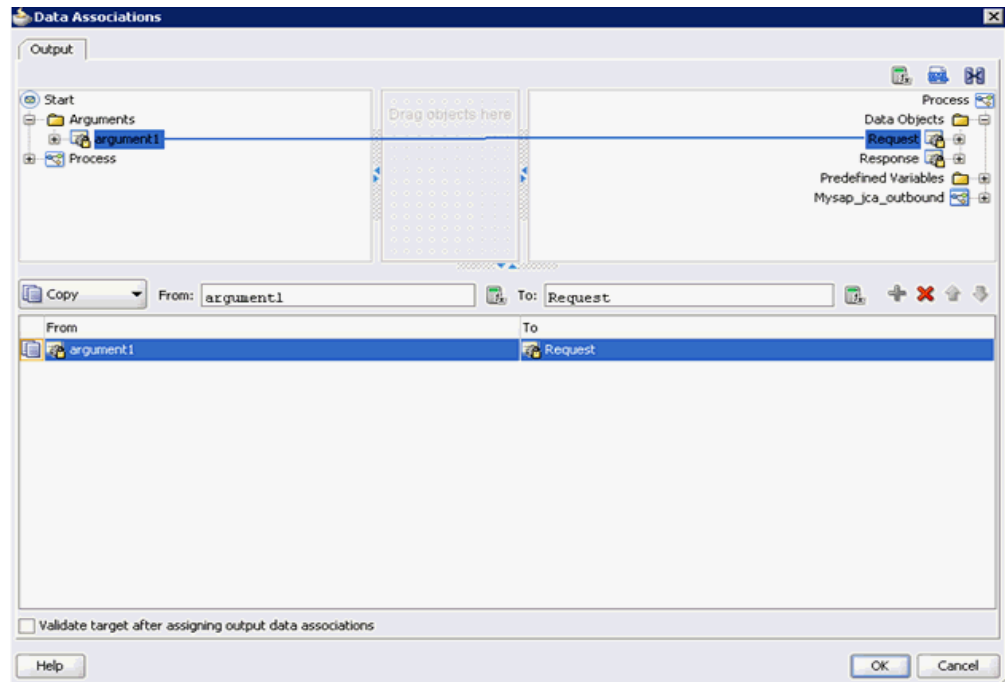 Data Associations
Output
Start
Arguments
argument1
Process
Drag objects here
Process
Data Objects
Request
Response
Predefined Variables
Mysap_jca_outbound
Copy From: argument1 To: Request
From To
argument1 Request
Validate target after assigning output data associations
Help OK Cancel